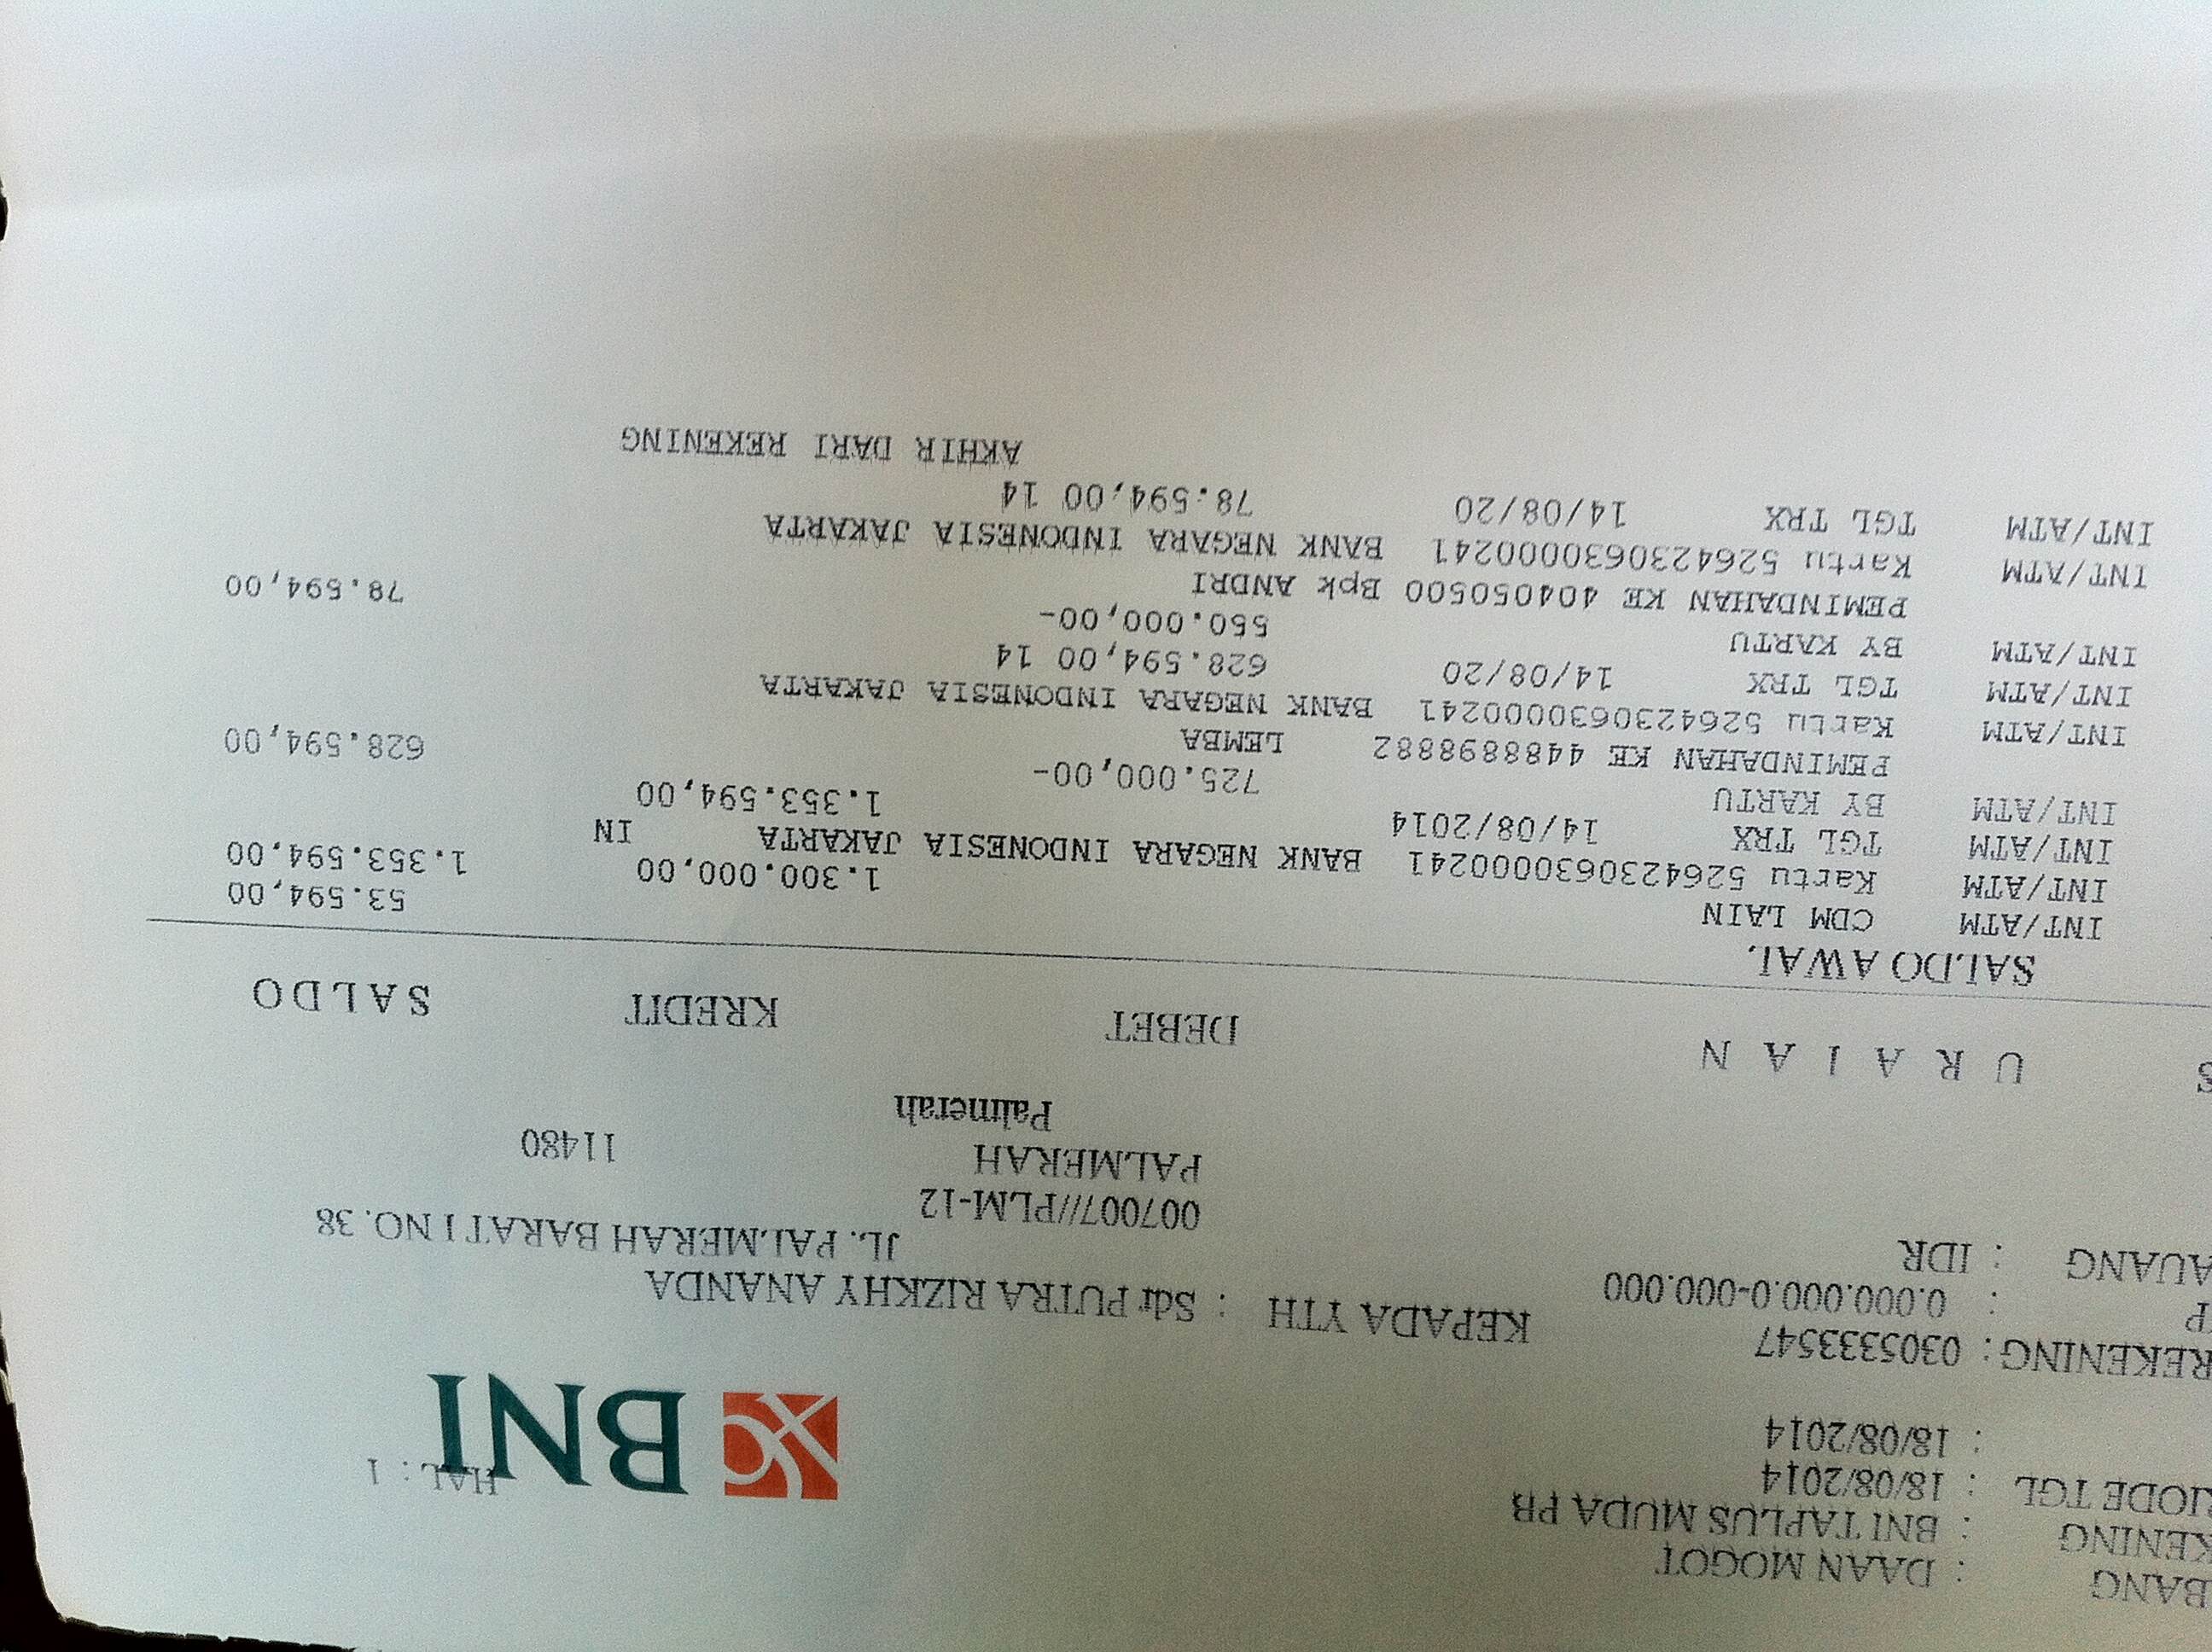 BANG : DAAN MOGOT
KENING : BNI TAPLUS MUDA PB
RIODE TGL : 18/08/2014
: 18/08/2014
BNI
HAL : 1
REKENING : 0305333547
P : 0.000.000.0-000.000
AUANG : IDR
KEPADA YTH : Sdr PUTRA RIZKHY ANANDA
JL. PALMERAH BARAT I NO. 38
007007///PLM-12
PALMERAH 11480
Palmerah
S U R A I A N DEBET KREDIT S A L D O
SALDO AWAL 53.594,00
INT/ATM CDM LAIN 1.300.000,00 1.353.594,00
INT/ATM Kartu 5264230630000241 BANK NEGARA INDONESIA JAKARTA IN
INT/ATM TGL TRX 14/08/2014 1.353.594,00
INT/ATM BY KARTU 725.000,00- 628.594,00
PEMINDAHAN KE 4488898882 LEMBA
INT/ATM Kartu 5264230630000241 BANK NEGARA INDONESIA JAKARTA
INT/ATM TGL TRX 14/08/20 628.594,00 14
INT/ATM BY KARTU 550.000,00- 78.594,00
PEMINDAHAN KE 404050500 Bpk ANDRI
INT/ATM Kartu 5264230630000241 BANK NEGARA INDONESIA JAKARTA
INT/ATM TGL TRX 14/08/20 78.594,00 14
AKHIR DARI REKENING